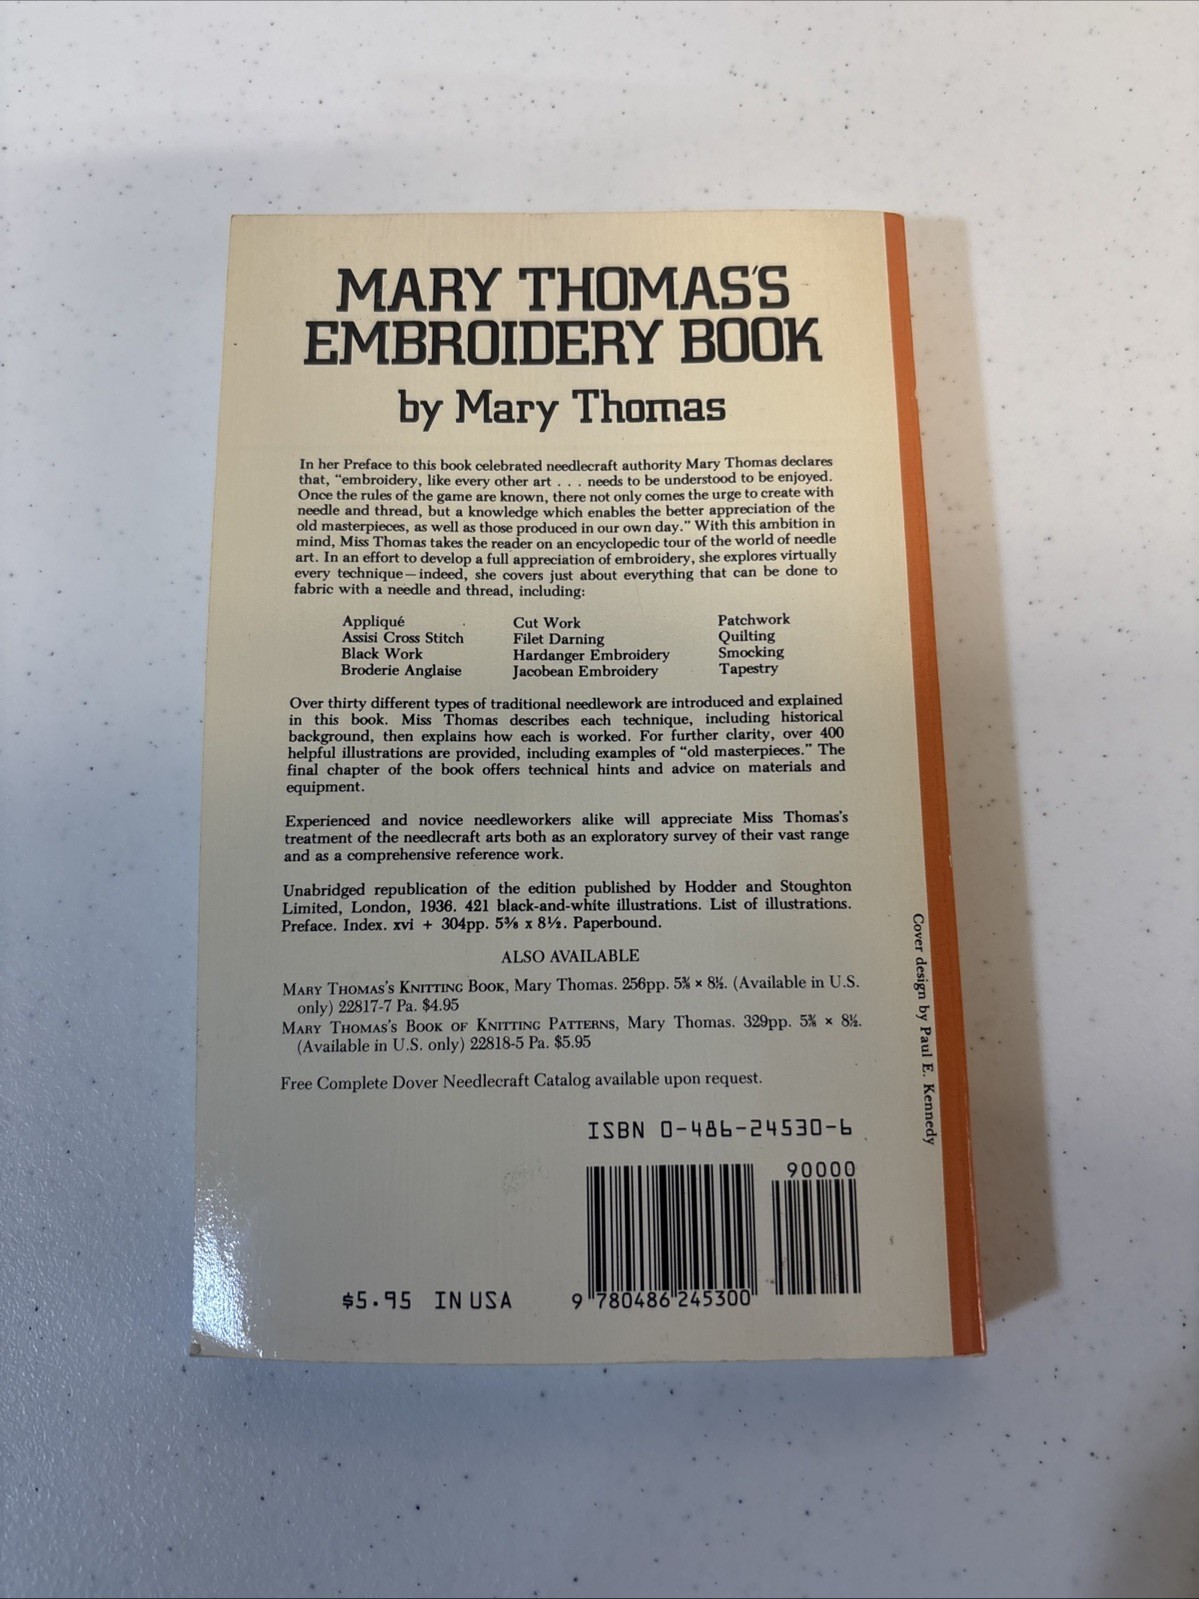 MARY THOMAS'S
EMBROIDERY BOOK
by Mary Thomas
In her Preface to this book celebrated needlecraft authority Mary Thomas declares
that, "embroidery, like every other art . . . needs to be understood to be enjoyed.
Once the rules of the game are known, there not only comes the urge to create with
needle and thread, but a knowledge which enables the better appreciation of the
old masterpieces, as well as those produced in our own day." With this ambition in
mind, Miss Thomas takes the reader on an encyclopedic tour of the world of needle
art. In an effort to develop a full appreciation of embroidery, she explores virtually
every technique—indeed, she covers just about everything that can be done to
fabric with a needle and thread, including:
Appliqué
Assisi Cross Stitch
Black Work
Broderie Anglaise
Cut Work
Filet Darning
Hardanger Embroidery
Jacobean Embroidery
Patchwork
Quilting
Smocking
Tapestry
Over thirty different types of traditional needlework are introduced and explained
in this book. Miss Thomas describes each technique, including historical
background, then explains how each is worked. For further clarity, over 400
helpful illustrations are provided, including examples of "old masterpieces." The
final chapter of the book offers technical hints and advice on materials and
equipment.
Experienced and novice needleworkers alike will appreciate Miss Thomas's
treatment of the needlecraft arts both as an exploratory survey of their vast range
and as a comprehensive reference work.
Unabridged republication of the edition published by Hodder and Stoughton
Limited, London, 1936. 421 black-and-white illustrations. List of illustrations.
Preface. Index. xvi + 304pp. 5⅜ x 8½. Paperbound.
ALSO AVAILABLE
MARY THOMAS'S KNITTING BOOK, Mary Thomas. 256pp. 5⅜ × 8½. (Available in U.S.
only) 22817-7 Pa. $4.95
MARY THOMAS'S BOOK OF KNITTING PATTERNS, Mary Thomas. 329pp. 5⅜ × 8½.
(Available in U.S. only) 22818-5 Pa. $5.95
Free Complete Dover Needlecraft Catalog available upon request.
Cover design by Paul E. Kennedy
ISBN 0-486-24530-6
90000
9 780486 245300
$5.95 IN USA